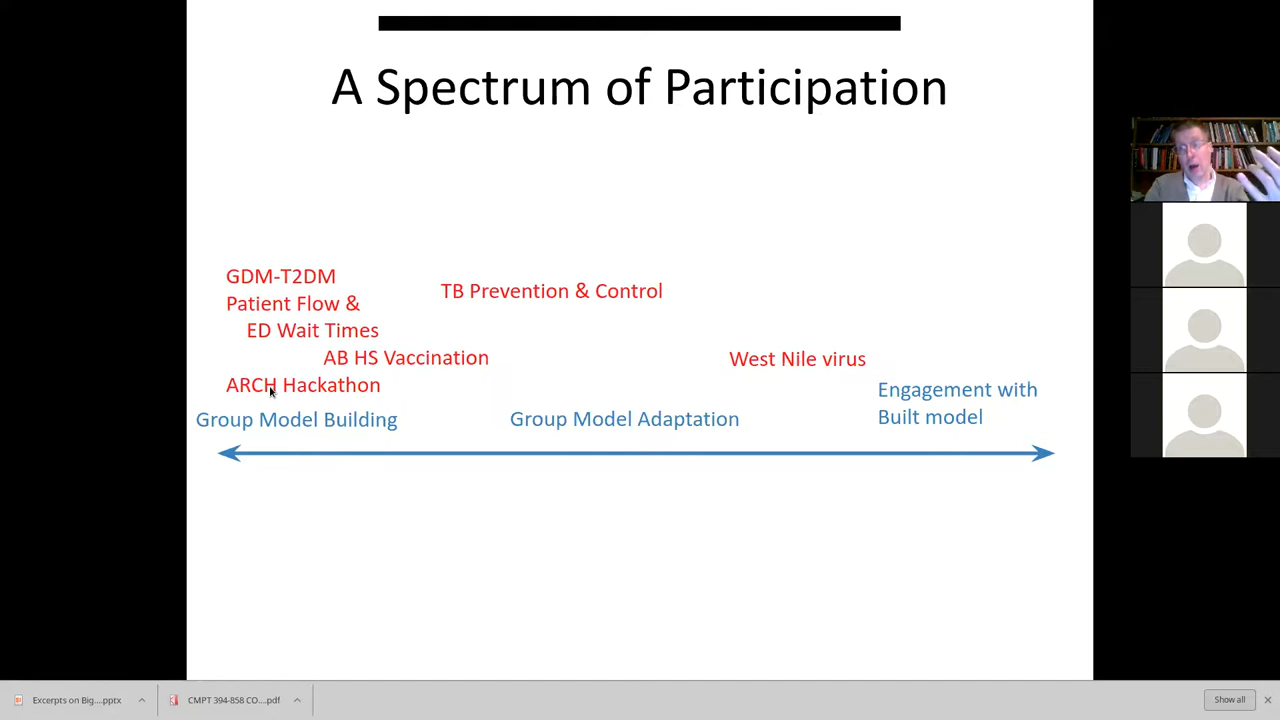 A Spectrum of Participation
GDM-T2DM
Patient Flow &
ED Wait Times
TB Prevention & Control
AB HS Vaccination
West Nile virus
ARCH Hackathon
Engagement with
Built model
Group Model Building
Group Model Adaptation
Excerpts on Big....pptx
CMPT 394-858 CO....pdf
Show all